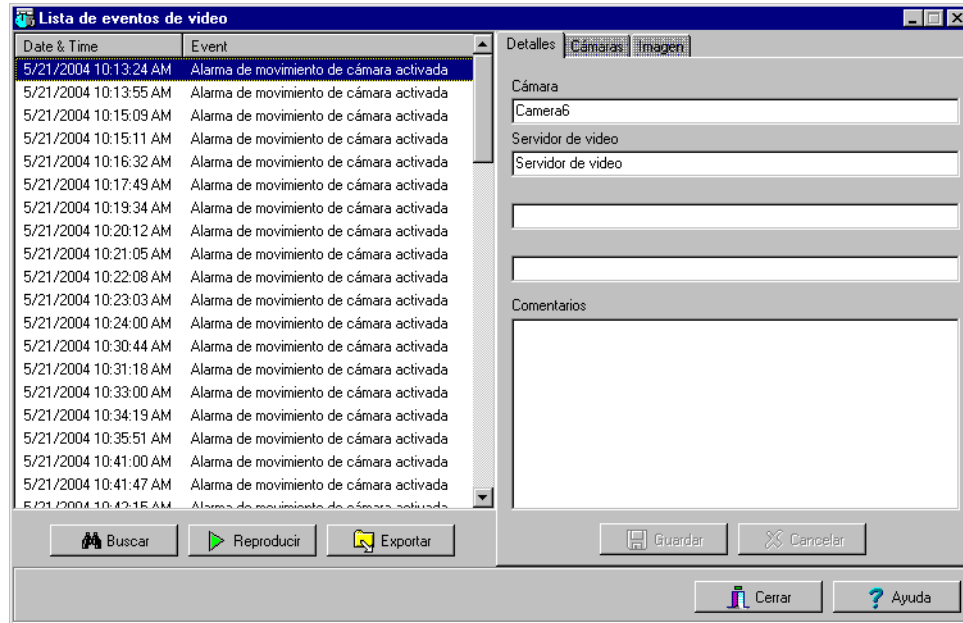 Lista de eventos de video
Date & Time Event
5/21/2004 10:13:24 AM Alarma de movimiento de cámara activada
5/21/2004 10:13:55 AM Alarma de movimiento de cámara activada
5/21/2004 10:15:09 AM Alarma de movimiento de cámara activada
5/21/2004 10:15:11 AM Alarma de movimiento de cámara activada
5/21/2004 10:16:32 AM Alarma de movimiento de cámara activada
5/21/2004 10:17:49 AM Alarma de movimiento de cámara activada
5/21/2004 10:19:34 AM Alarma de movimiento de cámara activada
5/21/2004 10:20:12 AM Alarma de movimiento de cámara activada
5/21/2004 10:21:05 AM Alarma de movimiento de cámara activada
5/21/2004 10:22:08 AM Alarma de movimiento de cámara activada
5/21/2004 10:23:03 AM Alarma de movimiento de cámara activada
5/21/2004 10:24:00 AM Alarma de movimiento de cámara activada
5/21/2004 10:30:44 AM Alarma de movimiento de cámara activada
5/21/2004 10:31:18 AM Alarma de movimiento de cámara activada
5/21/2004 10:33:00 AM Alarma de movimiento de cámara activada
5/21/2004 10:34:19 AM Alarma de movimiento de cámara activada
5/21/2004 10:35:51 AM Alarma de movimiento de cámara activada
5/21/2004 10:41:00 AM Alarma de movimiento de cámara activada
5/21/2004 10:41:47 AM Alarma de movimiento de cámara activada
5/21/2004 10:42:15 AM Alarma de movimiento de cámara activada
Buscar Reproducir Exportar
Detalles Cámaras Imagen
Cámara
Camera6
Servidor de video
Servidor de video
Comentarios
Guardar Cancelar
Cerrar Ayuda